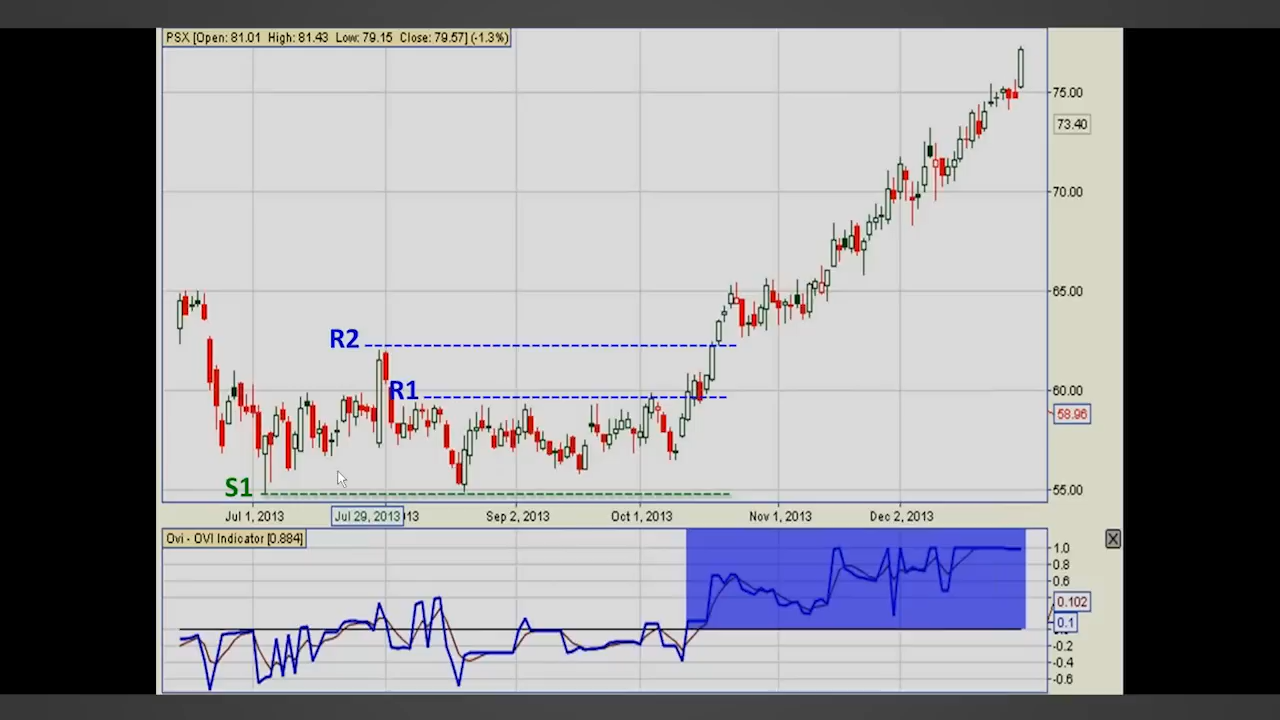 PSX [Open: 81.01 High: 81.43 Low: 79.15 Close: 79.57] (-1.3%)
75.00
73.40
70.00
65.00
R2
R1
60.00
58.96
S1
55.00
Jul 1, 2013 Jul 29, 2013 13 Sep 2, 2013 Oct 1, 2013 Nov 1, 2013 Dec 2, 2013
Ovi - OVI Indicator [0.884]
X
1.0
0.8
0.6
0.102
0.1
-0.2
-0.4
-0.6